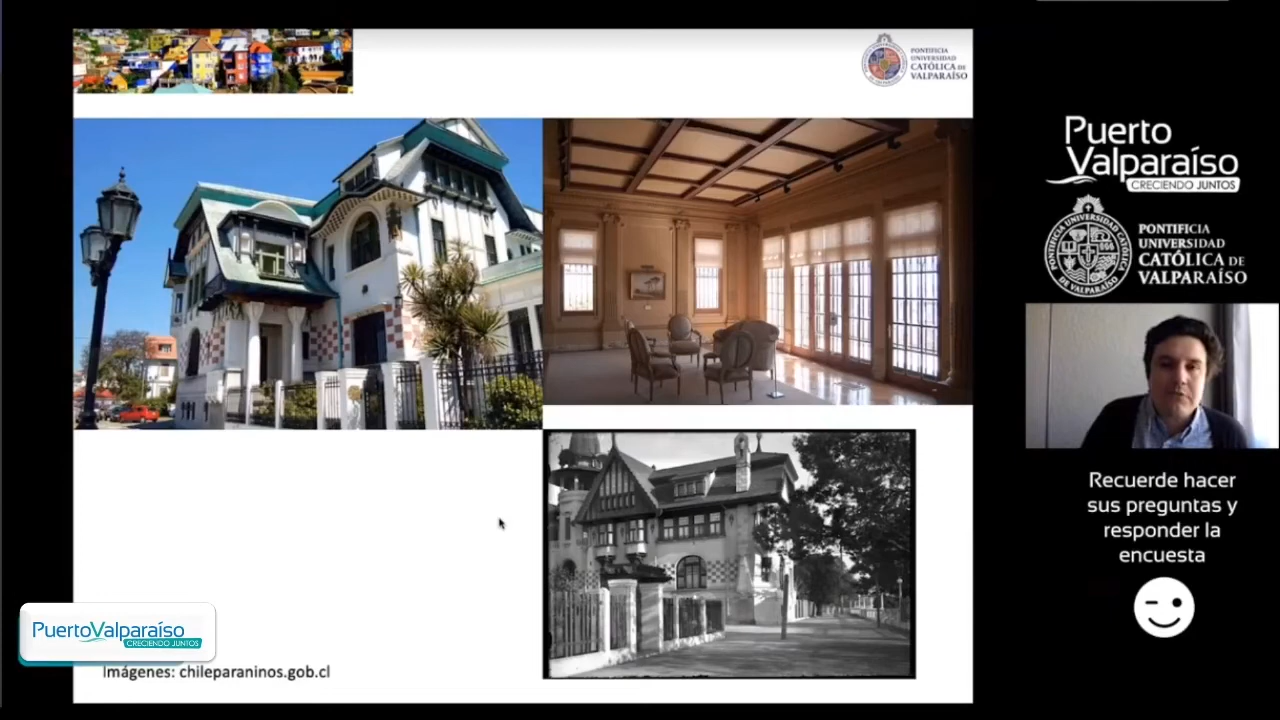 PONTIFICIA
UNIVERSIDAD
CATÓLICA DE
VALPARAÍSO
Puerto
Valparaíso
CRECIENDO JUNTOS
PONTIFICIA
UNIVERSIDAD
CATÓLICA DE
VALPARAÍSO
Recuerde hacer
sus preguntas y
responder la
encuesta
PuertoValparaíso
CRECIENDO JUNTOS
Imágenes: chileparaninos.gob.cl